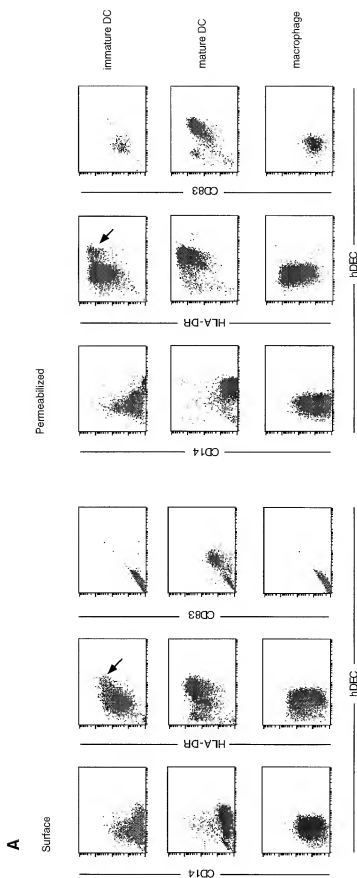 A
Surface
Permeabilized
CD14
HLA-DR
CD83
CD14
HLA-DR
CD83
immature DC
mature DC
macrophage
hDEC
hDEC